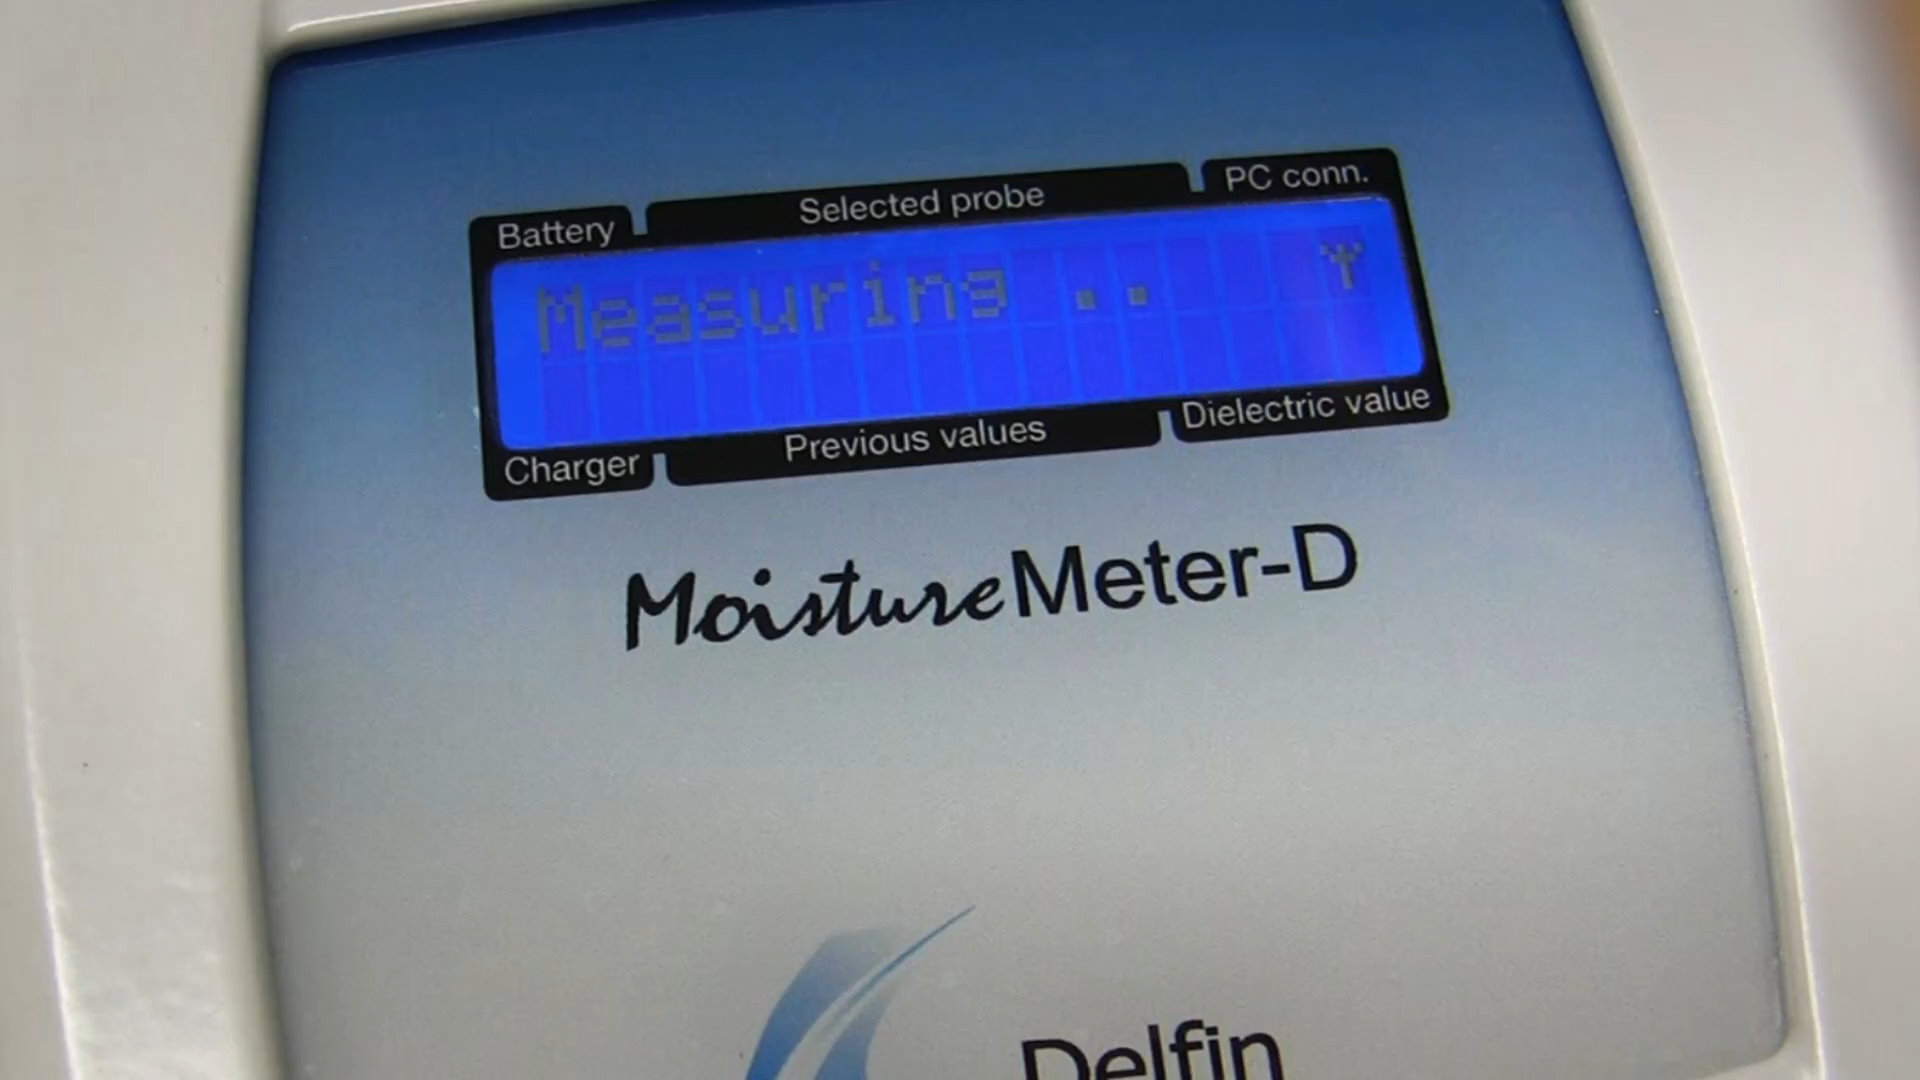 Battery
Selected probe
PC conn.
Measuring ..
Charger
Previous values
Dielectric value
MoistureMeter-D
Delfin